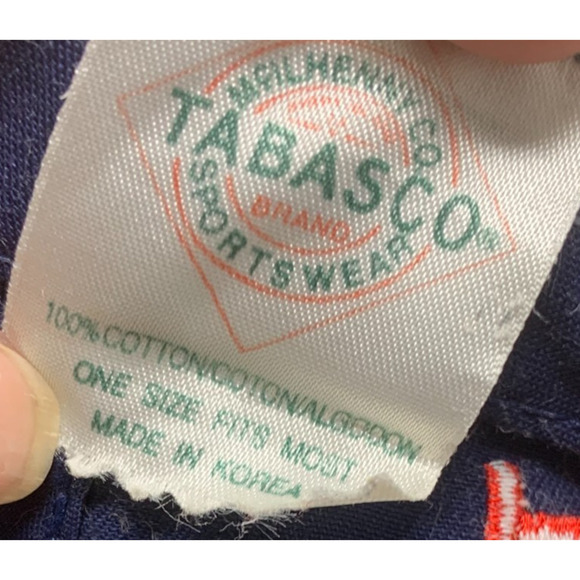 McILHENNY CO
TABASCO®
BRAND
SPORTSWEAR
100% COTTON/COTON/ALGODON
ONE SIZE FITS MOST
MADE IN KOREA